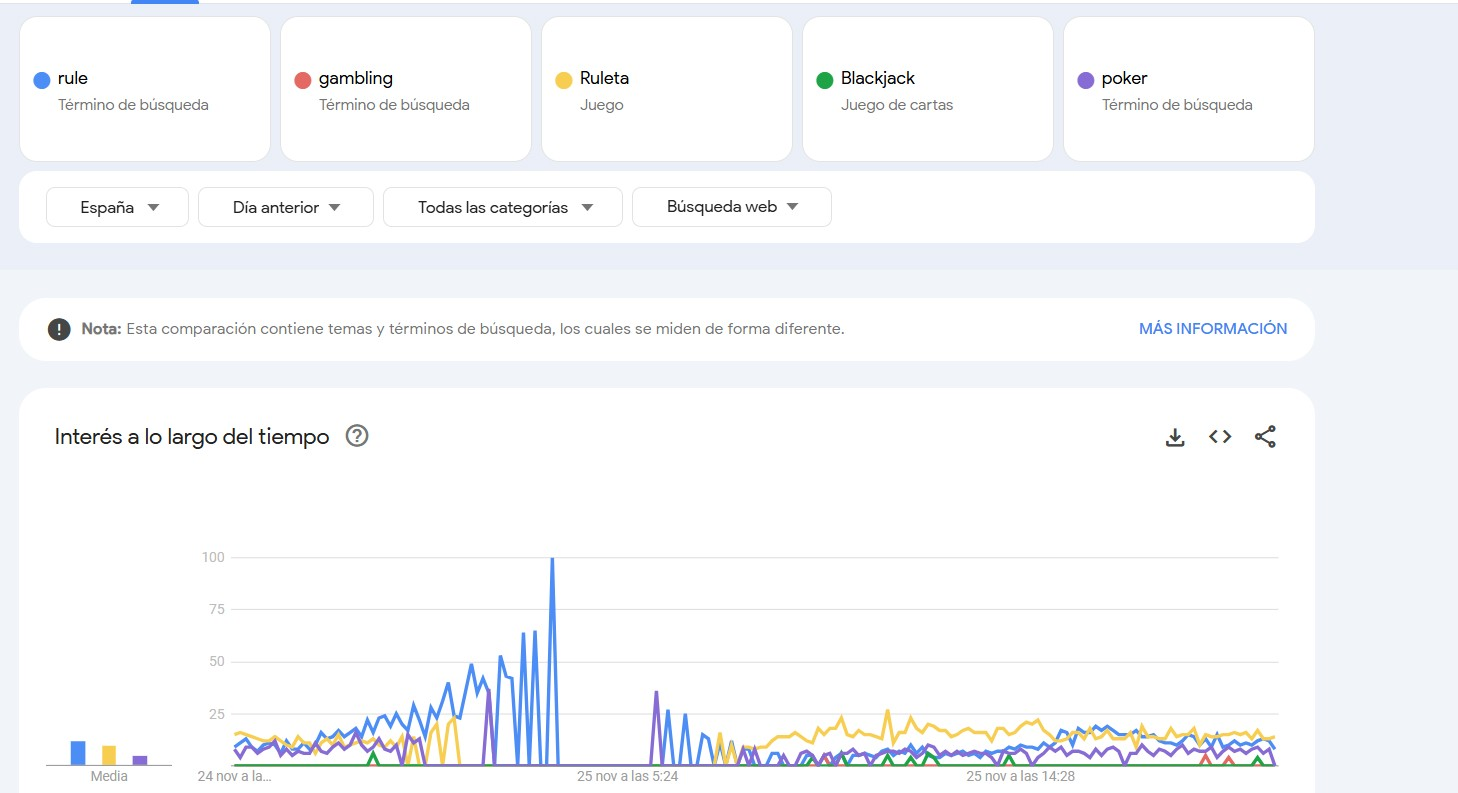 rule
Término de búsqueda
gambling
Término de búsqueda
Ruleta
Juego
Blackjack
Juego de cartas
poker
Término de búsqueda
España
Día anterior
Todas las categorías
Búsqueda web
Nota: Esta comparación contiene temas y términos de búsqueda, los cuales se miden de forma diferente.
MÁS INFORMACIÓN
Interés a lo largo del tiempo
100
75
50
25
Media
24 nov a la...
25 nov a las 5:24
25 nov a las 14:28